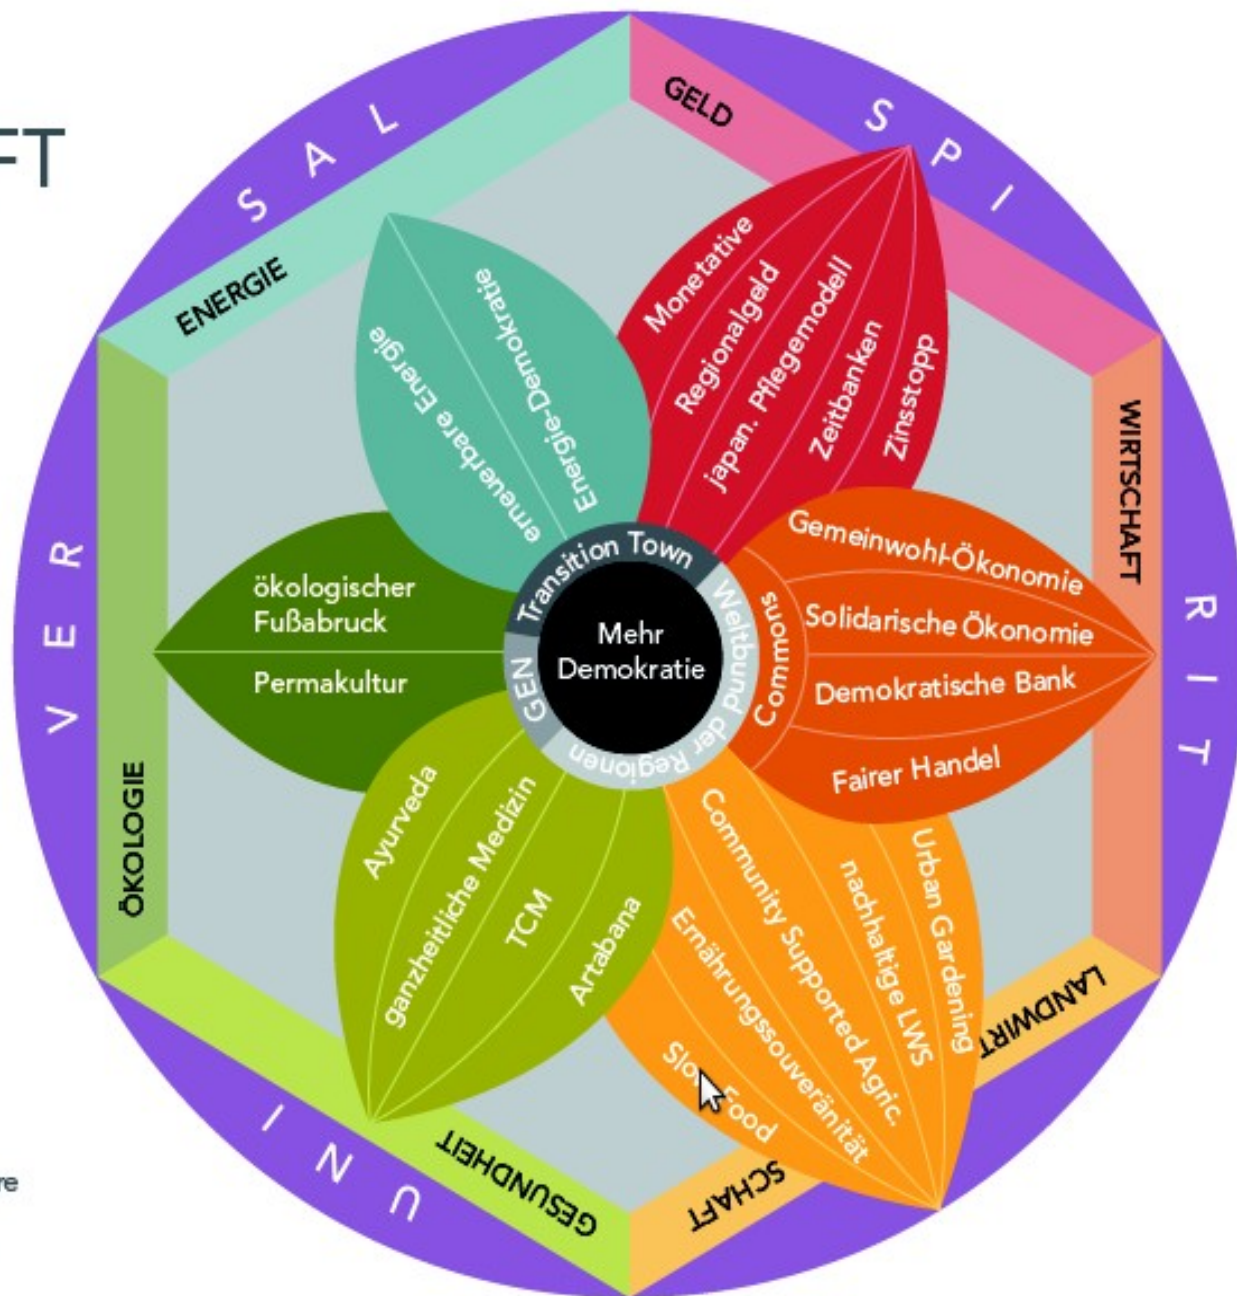 FT
UNI
VER
SAL
SPI
RIT
GELD
WIRTSCHAFT
LANDWIRT
SCHAFT
GESUNDHEIT
ÖKOLOGIE
ENERGIE
Monetative
Regionalgeld
japan. Pflegemodell
Zeitbanken
Zinsstopp
Gemeinwohl-Ökonomie
Solidarische Ökonomie
Demokratische Bank
Fairer Handel
Commons
Urban Gardening
nachhaltige LWS
Community Supported Agric.
Ernährungssouveränität
Slow Food
Artabana
TCM
ganzheitliche Medizin
Ayurveda
Permakultur
ökologischer
Fußabruck
erneuerbare Energie
Energie-Demokratie
Transition Town
Weltbund der Regionen
GEN
Mehr
Demokratie
re